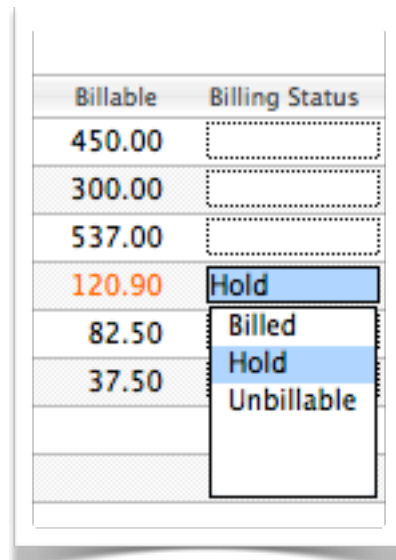 Billable Billing Status
450.00
300.00
537.00
120.90 Hold
82.50 Billed
Hold
37.50 Unbillable